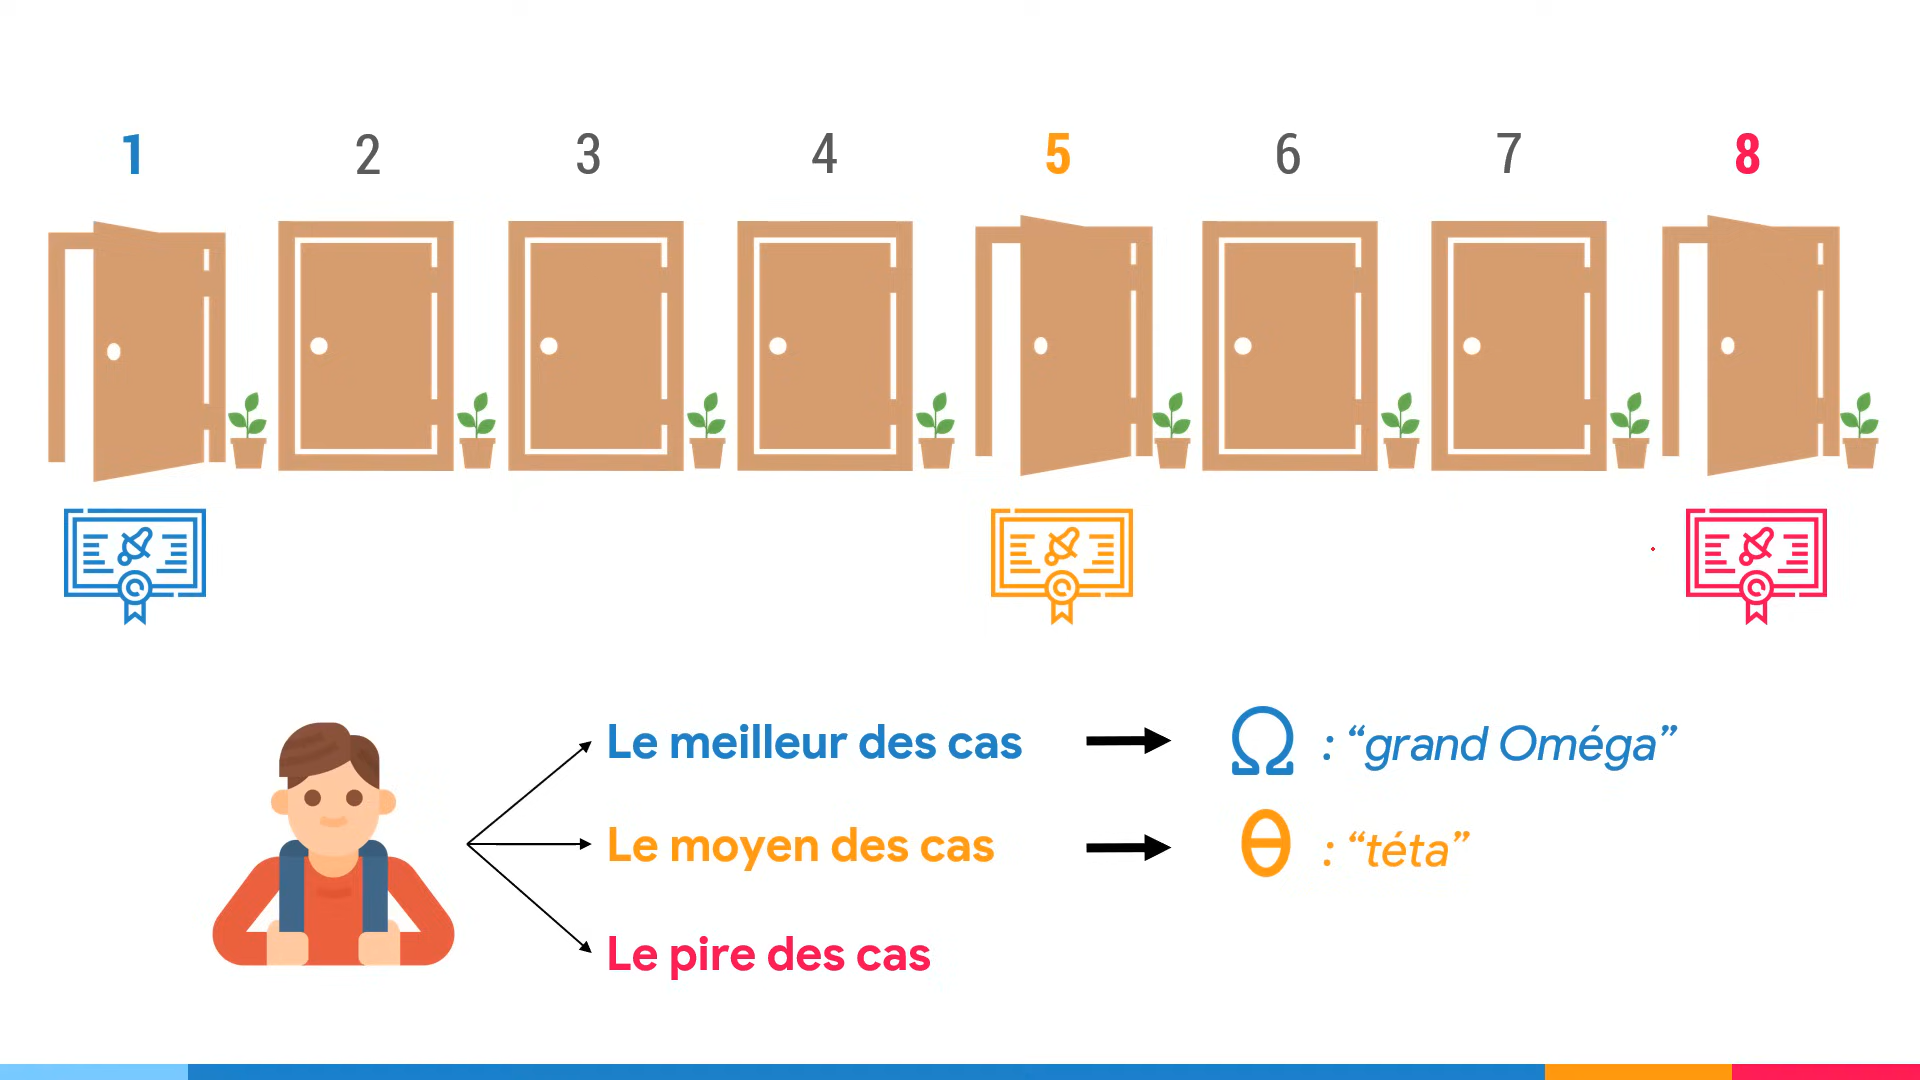 1 2 3 4 5 6 7 8
Le meilleur des cas Ω : “grand Oméga”
Le moyen des cas Θ : “téta”
Le pire des cas